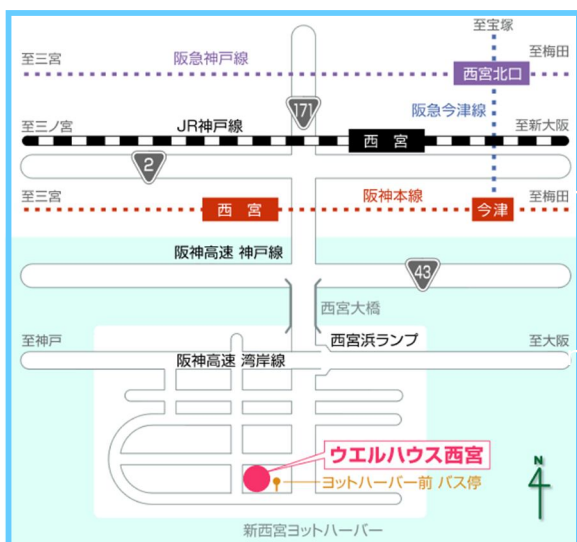 至宝塚
至三宮
阪急神戸線
至梅田
西宮北口
171
阪急今津線
至三ノ宮
JR神戸線
西宮
至新大阪
2
至三宮
西宮
阪神本線
今津
至梅田
阪神高速 神戸線
43
西宮大橋
至神戸
西宮浜ランプ
至大阪
阪神高速 湾岸線
ウエルハウス西宮
ヨットハーバー前 バス停
N
4
新西宮ヨットハーバー